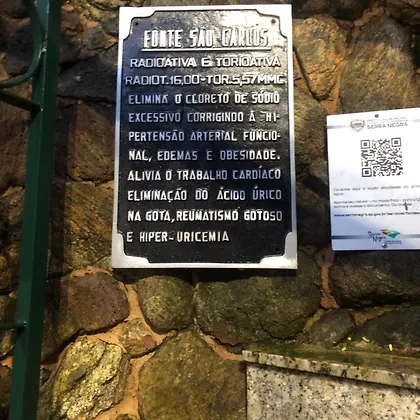 FONTE SÃO CARLOS
RADIOATIVA E TORIOATIVA
RADIOT.16,00-TOR.5,57MMC
ELIMINA O CLORETO DE SÓDIO
EXCESSIVO CORRIGINDO À HI-
PERTENSÃO ARTERIAL FUNCIO-
NAL, EDEMAS E OBESIDADE.
ALIVIA O TRABALHO CARDÍACO
ELIMINAÇÃO DO ÁCIDO ÚRICO
NA GOTA, REUMATISMO GOTOSO
E HIPER-URICEMIA
SERRA NEGRA